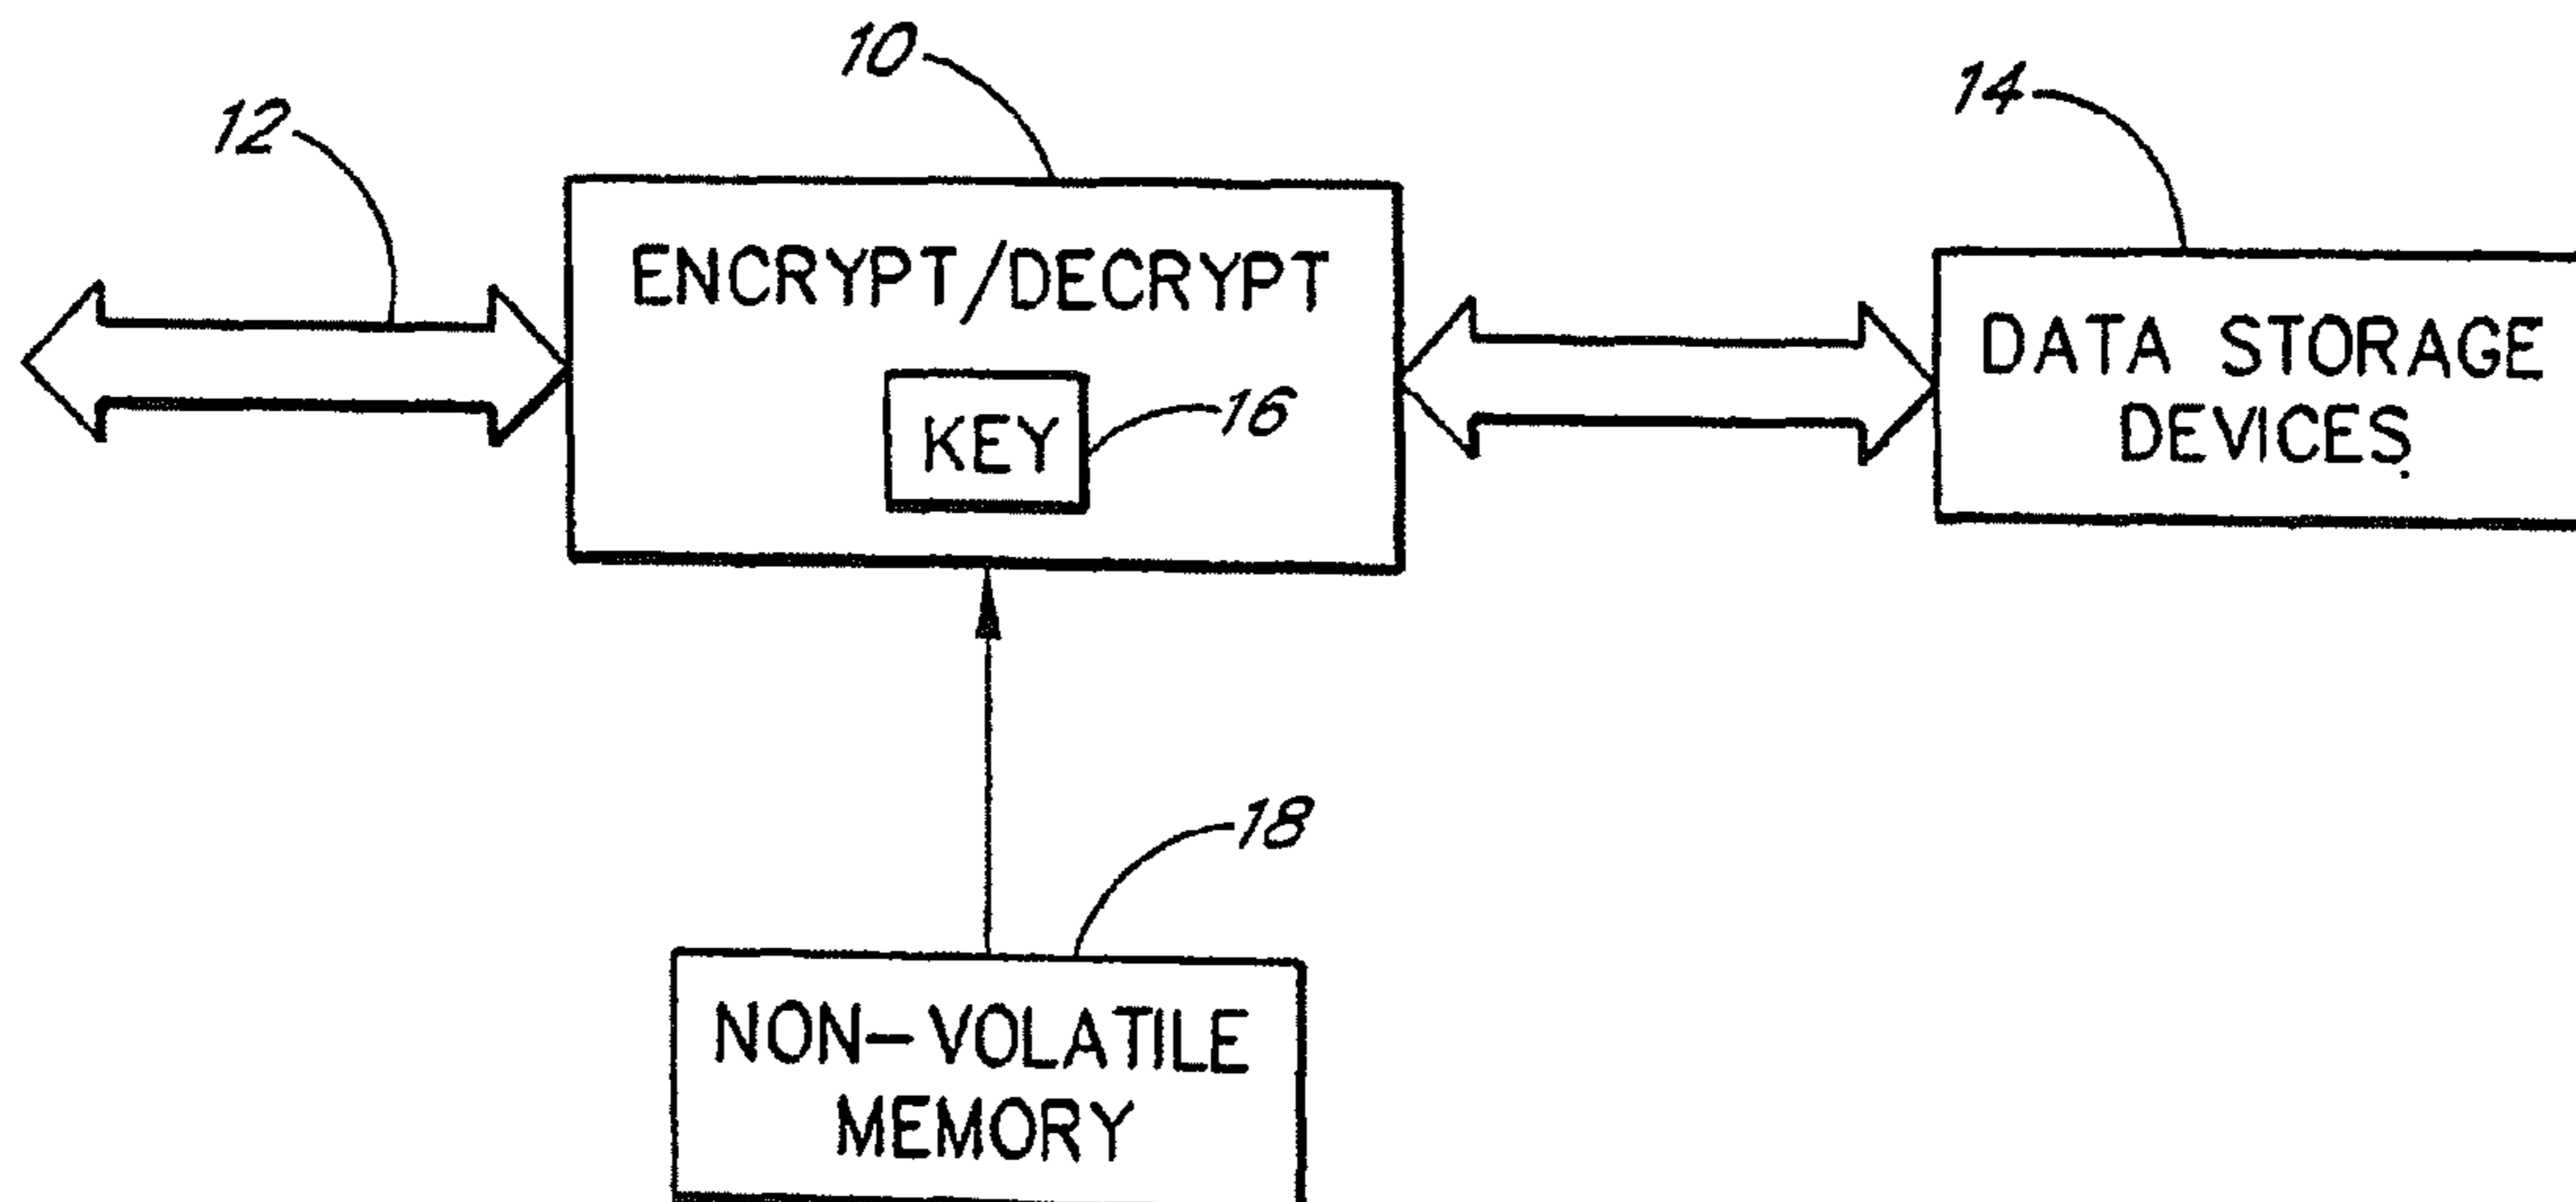 10
12
14
ENCRYPT/DECRYPT
DATA STORAGE
DEVICES
KEY
16
18
NON-VOLATILE
MEMORY